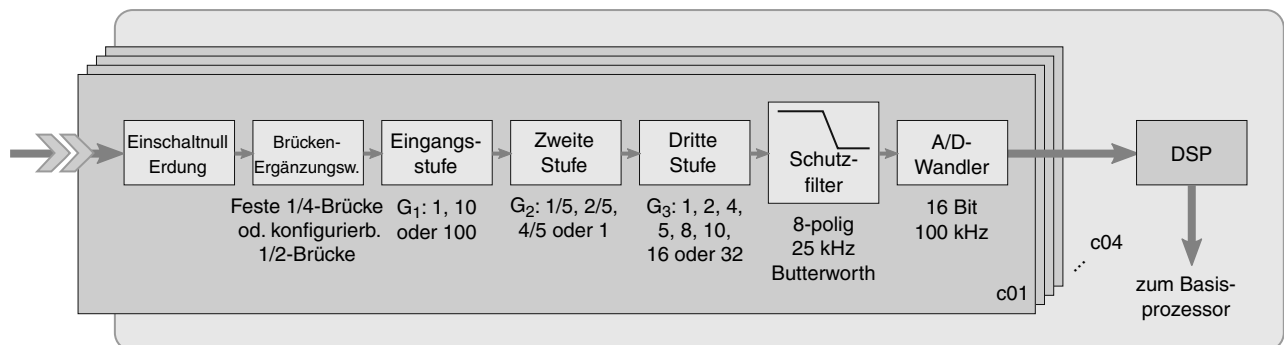 Einschaltnull
Erdung
Brücken-
Ergänzungsw.
Feste 1/4-Brücke
od. konfigurierb.
1/2-Brücke
Eingangs-
stufe
G1: 1, 10
oder 100
Zweite
Stufe
G2: 1/5, 2/5,
4/5 oder 1
Dritte
Stufe
G3: 1, 2, 4,
5, 8, 10,
16 oder 32
Schutz-
filter
8-polig
25 kHz
Butterworth
A/D-
Wandler
16 Bit
100 kHz
c01
... c04
DSP
zum Basis-
prozessor